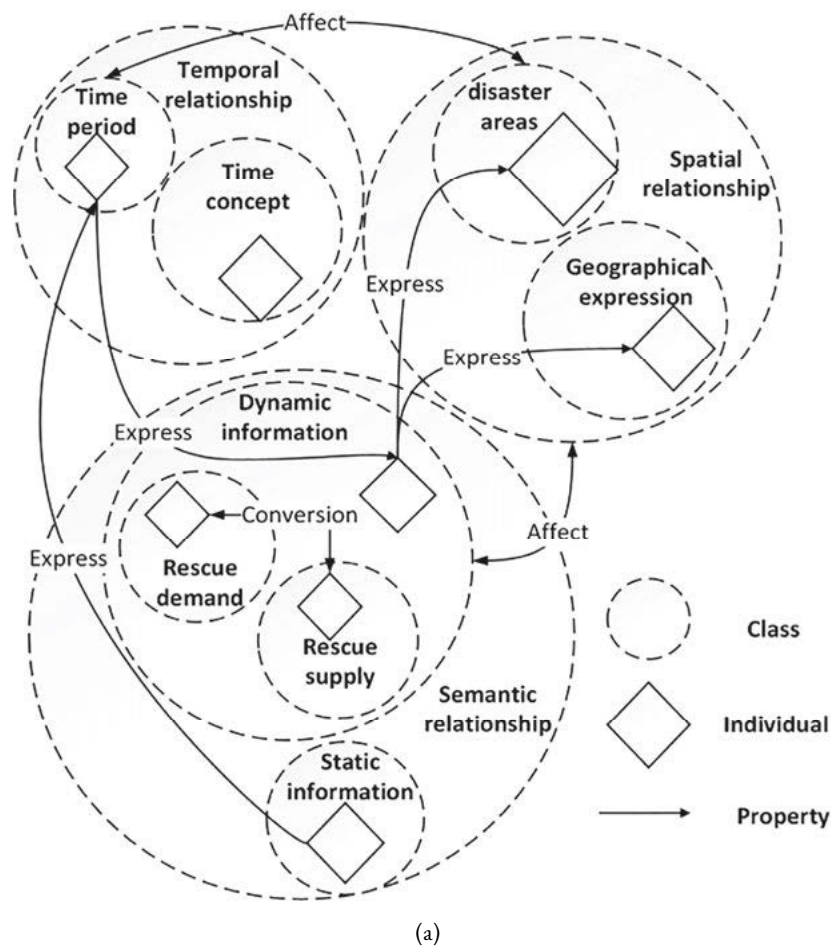 Affect
Temporal
relationship
Time
period
Time
concept
disaster
areas
Spatial
relationship
Geographical
expression
Express
Express
Dynamic
information
Express
Conversion
Rescue
demand
Express
Rescue
supply
Affect
Semantic
relationship
Static
information
Class
Individual
Property
(a)